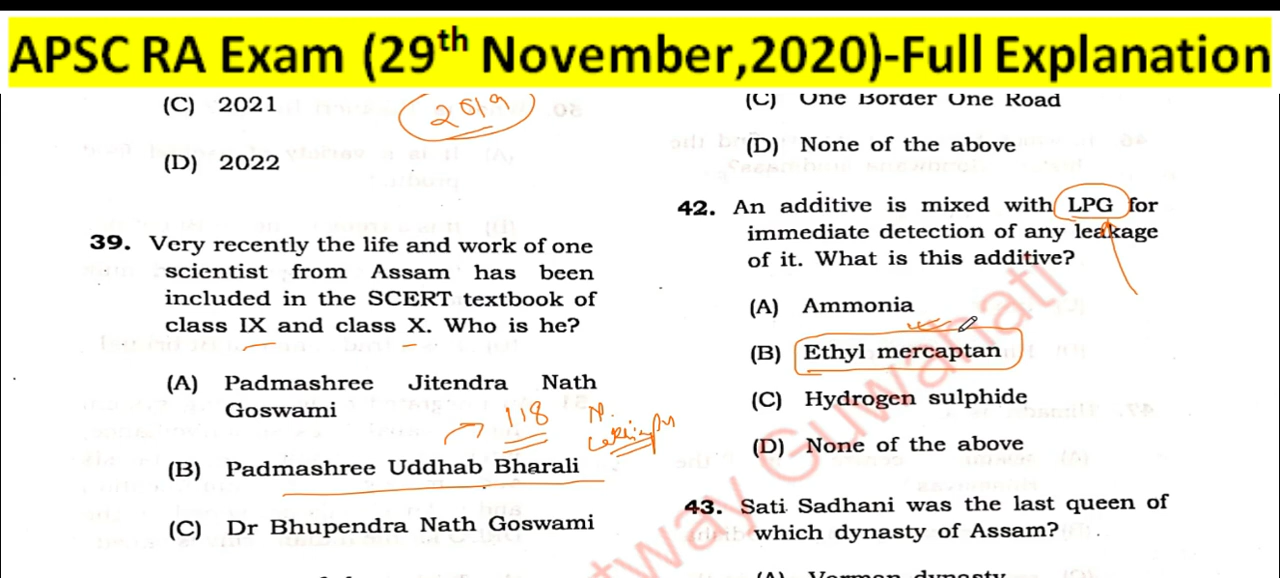 APSC RA Exam (29th November,2020)-Full Explanation
(C) 2021
2019
(D) 2022
39. Very recently the life and work of one
scientist from Assam has been
included in the SCERT textbook of
class IX and class X. Who is he?
(A) Padmashree Jitendra Nath
Goswami
118
(B) Padmashree Uddhab Bharali
(C) Dr Bhupendra Nath Goswami
(C) One Border One Road
(D) None of the above
42. An additive is mixed with LPG for
immediate detection of any leakage
of it. What is this additive?
(A) Ammonia
(B) Ethyl mercaptan
(C) Hydrogen sulphide
(D) None of the above
43. Sati Sadhani was the last queen of
which dynasty of Assam?
(A) Varman dynasty